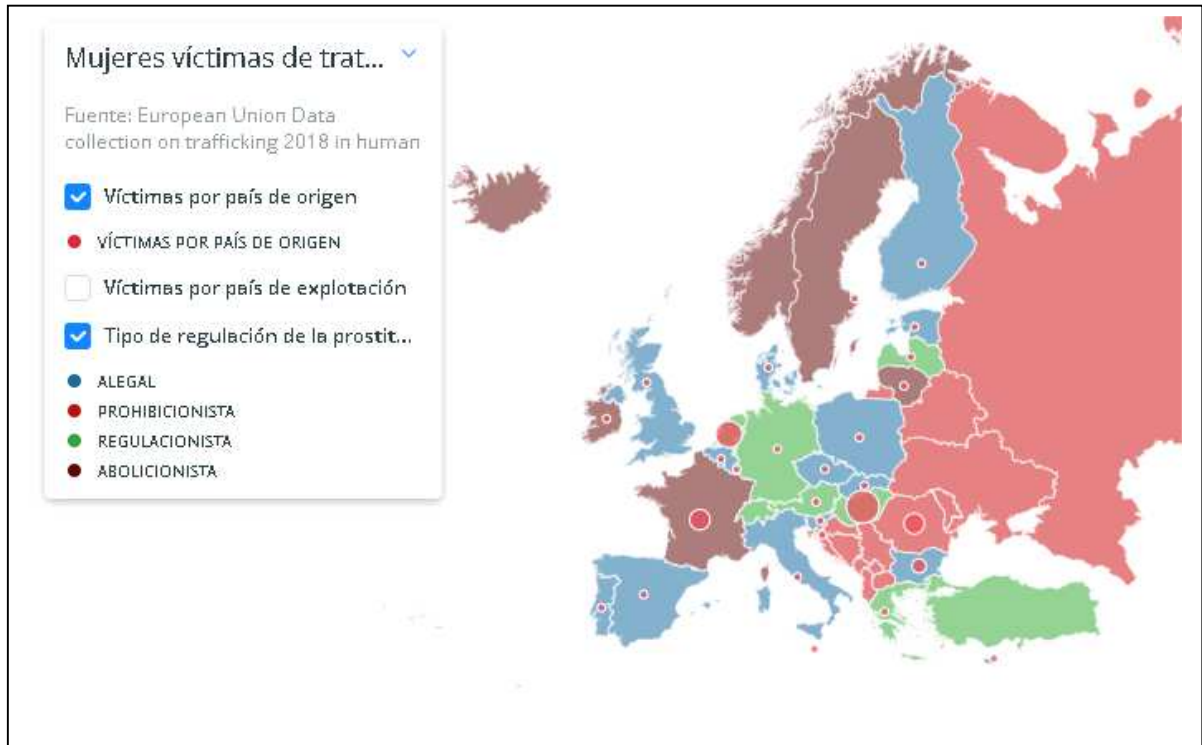 Mujeres víctimas de trat...
Fuente: European Union Data
collection on trafficking 2018 in human
Víctimas por país de origen
VÍCTIMAS POR PAÍS DE ORIGEN
Víctimas por país de explotación
Tipo de regulación de la prostit...
ALEGAL
PROHIBICIONISTA
REGULACIONISTA
ABOLICIONISTA